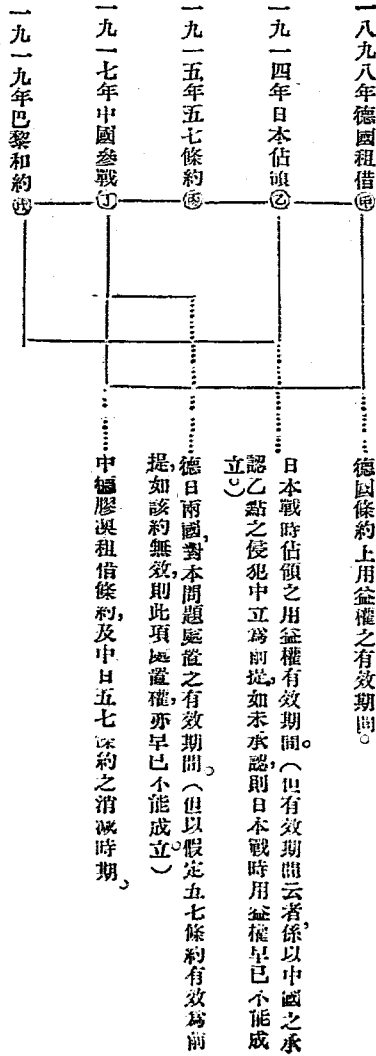 一八九八年德國租借㊙甲
一九一四年日本佔領乙
一九一五年五七條約丙
一九一七年中國參戰丁
一九一九年巴黎和約戊
德國條約上用益權之有效期間。
日本戰時佔領之用益權有效期間。（但有效期間云者，係以中國之承
認乙點之侵犯中立爲前提，如未承認，則日本戰時用益權早已不能成
立。）
德日兩國，對本問題處置之有效期間。（但以假定五七條約有效爲前
提，如該約無效，則此項處置權，亦早已不能成立。）
中德膠澳租借條約，及中日五七條約之消滅時期。